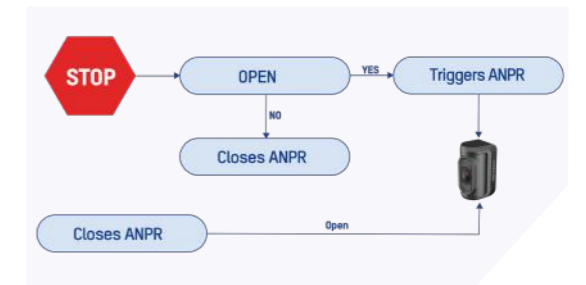 STOP
OPEN
YES
Triggers ANPR
NO
Closes ANPR
Closes ANPR
Open